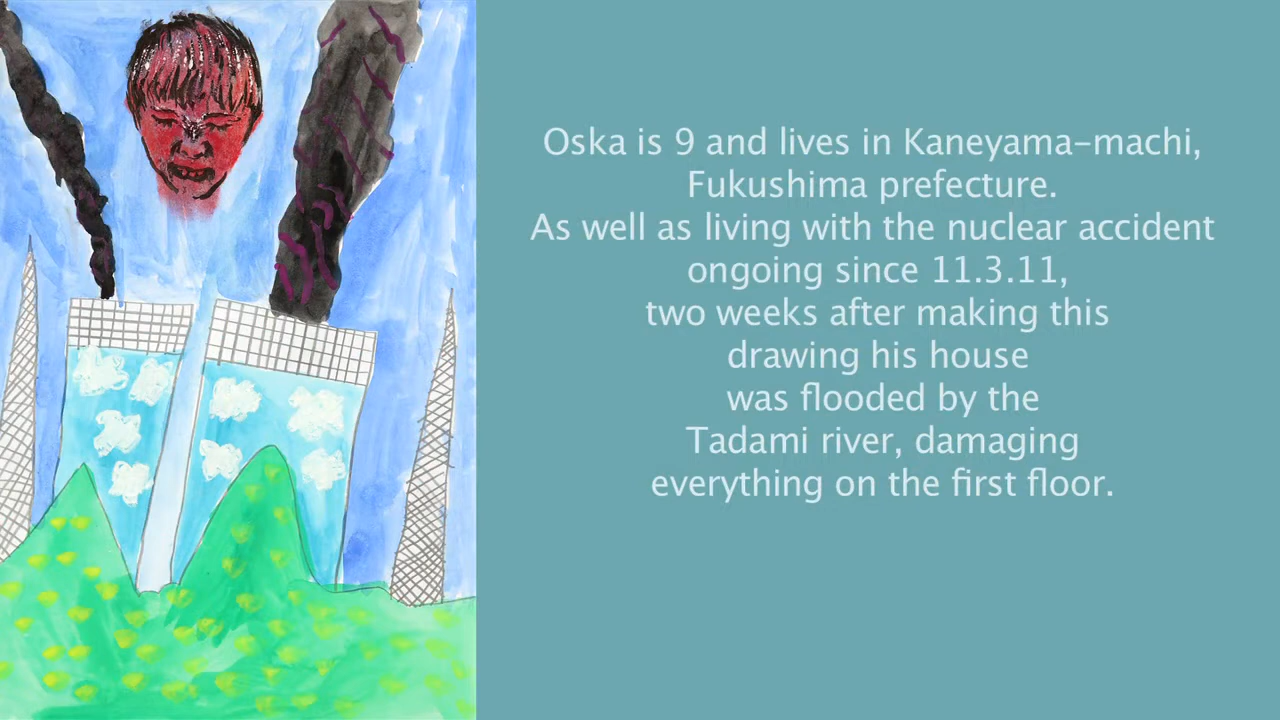 Oska is 9 and lives in Kaneyama-machi,
Fukushima prefecture.
As well as living with the nuclear accident
ongoing since 11.3.11,
two weeks after making this
drawing his house
was flooded by the
Tadami river, damaging
everything on the first floor.